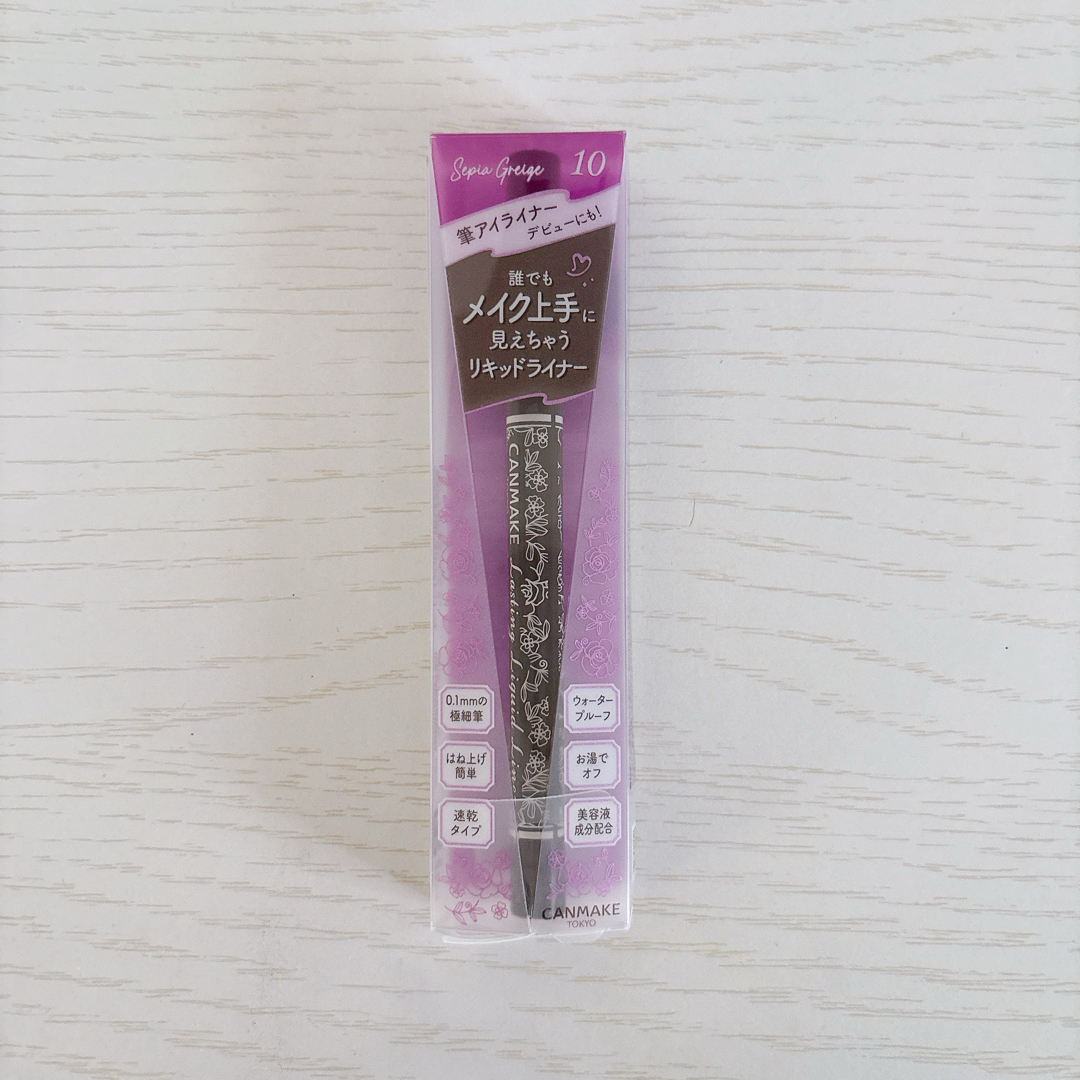 Sepia Greige 10
筆アイライナー
デビューにも!
誰でも
メイク上手に
見えちゃう
リキッドライナー
CANMAKE Lasting Liquid
0.1mmの
極細筆
ウォーター
プルーフ
はね上げ
簡単
お湯で
オフ
速乾
タイプ
美容液
成分配合
CANMAKE
TOKYO